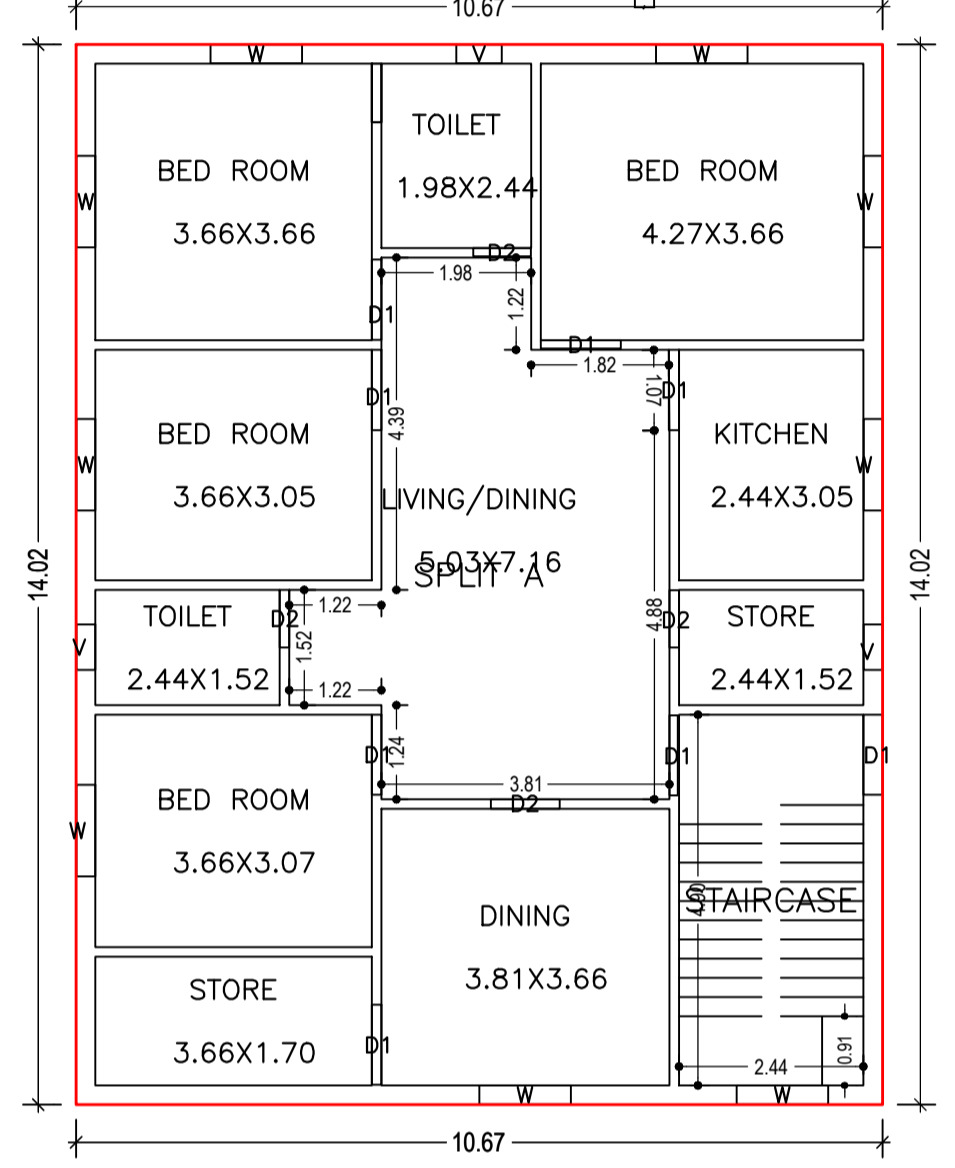 10.67
W
V
W
TOILET
1.98X2.44
BED ROOM
3.66X3.66
BED ROOM
4.27X3.66
W
W
D2
1.98
1.22
D1
D1
1.82
D1
1.07
D1
4.39
BED ROOM
3.66X3.05
KITCHEN
2.44X3.05
W
W
LIVING/DINING
5.03X7.16
SPLIT A
14.02
14.02
TOILET
2.44X1.52
D2
1.22
1.52
1.22
4.88
D2
STORE
2.44X1.52
V
V
D1
1.24
D1
D1
3.81
D2
BED ROOM
3.66X3.07
W
STAIRCASE
4.90
DINING
3.81X3.66
STORE
3.66X1.70
D1
0.91
2.44
W
W
10.67